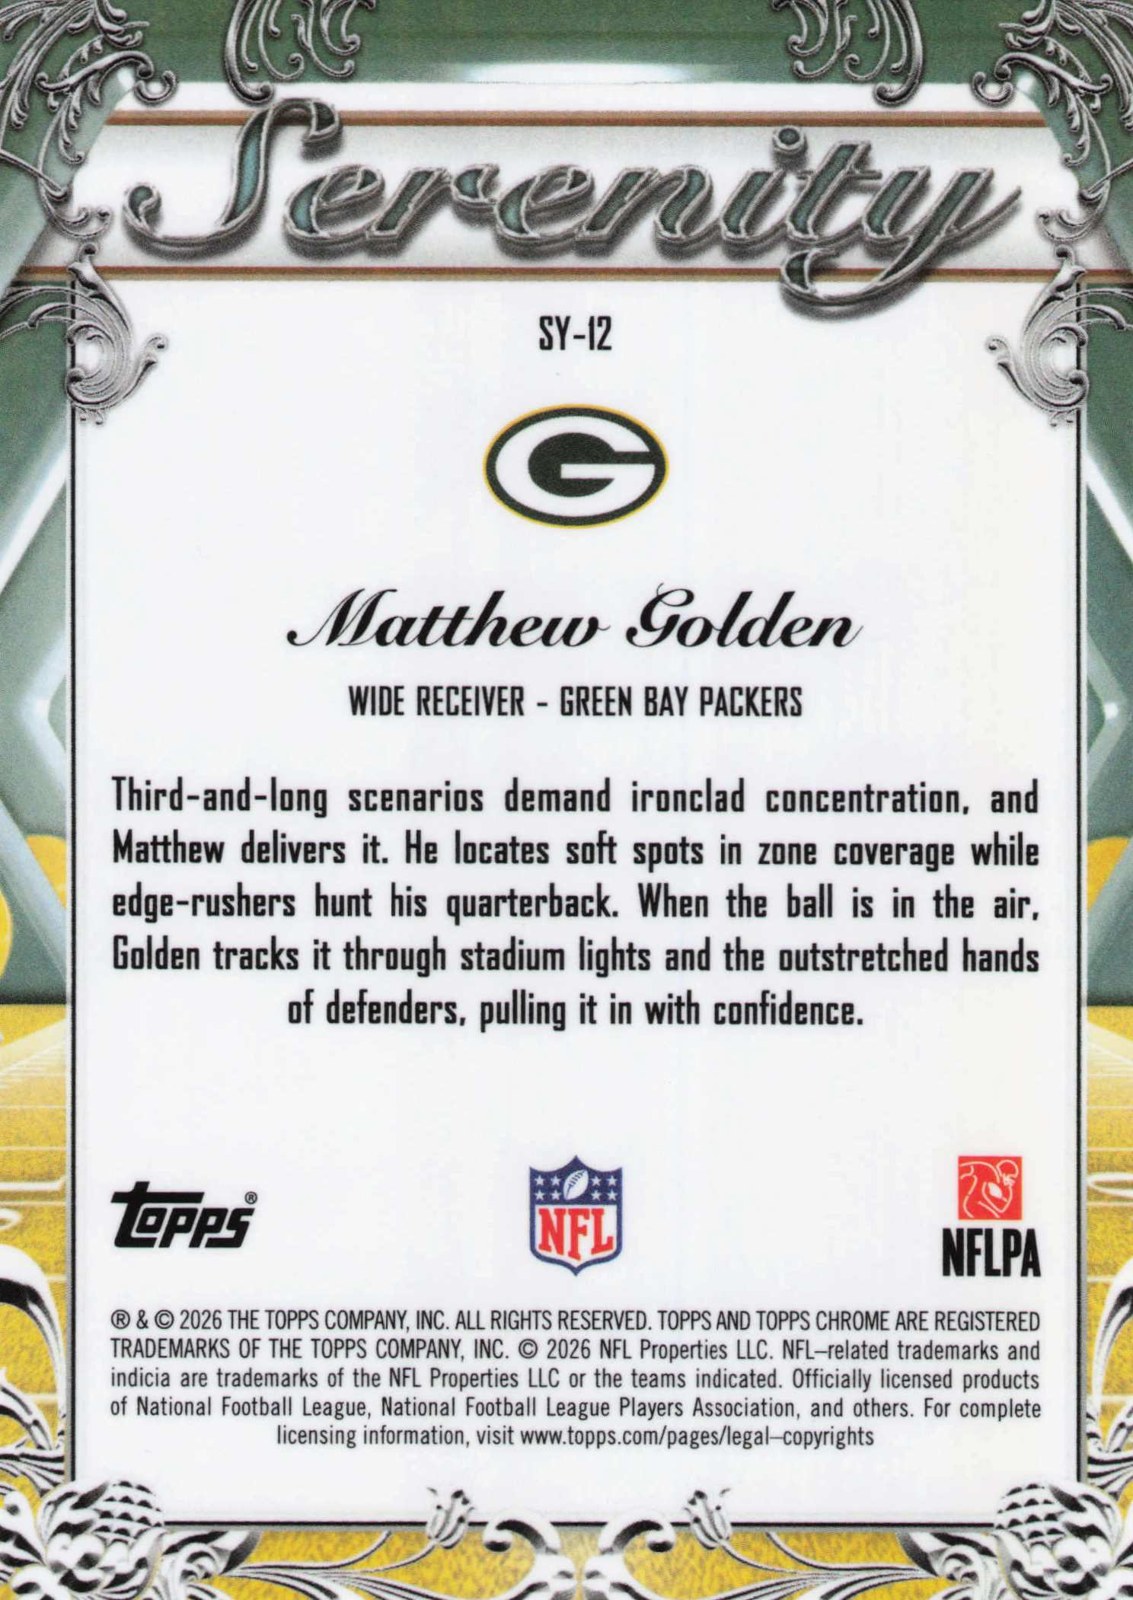 Serenity
SY-12
G
Matthew Golden
WIDE RECEIVER - GREEN BAY PACKERS
Third-and-long scenarios demand ironclad concentration, and
Matthew delivers it. He locates soft spots in zone coverage while
edge-rushers hunt his quarterback. When the ball is in the air,
Golden tracks it through stadium lights and the outstretched hands
of defenders, pulling it in with confidence.
Topps®
NFL
NFLPA
® & © 2026 THE TOPPS COMPANY, INC. ALL RIGHTS RESERVED. TOPPS AND TOPPS CHROME ARE REGISTERED
TRADEMARKS OF THE TOPPS COMPANY, INC. © 2026 NFL Properties LLC. NFL-related trademarks and
indicia are trademarks of the NFL Properties LLC or the teams indicated. Officially licensed products
of National Football League, National Football League Players Association, and others. For complete
licensing information, visit www.topps.com/pages/legal-copyrights